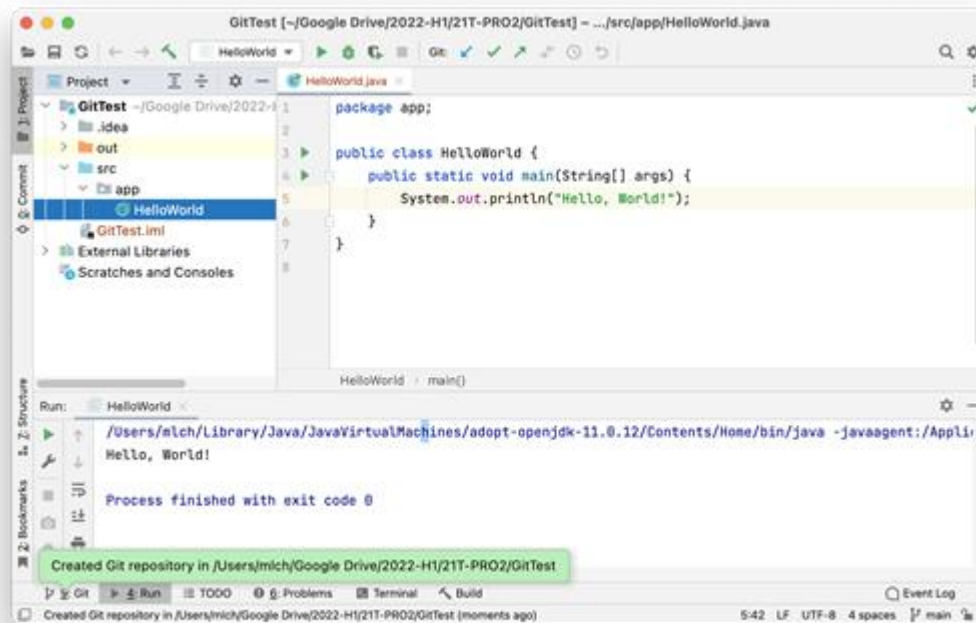 GitTest [~/Google Drive/2022-H1/21T-PRO2/GitTest] – .../src/app/HelloWorld.java
HelloWorld
Git:
1: Project
Commit
Z: Structure
2: Bookmarks
Project
GitTest ~/Google Drive/2022-
.idea
out
src
app
HelloWorld
GitTest.iml
External Libraries
Scratches and Consoles
HelloWorld.java
1 package app;
2
3 public class HelloWorld {
4 public static void main(String[] args) {
5 System.out.println("Hello, World!");
6 }
7 }
8
HelloWorld › main()
Run: HelloWorld
/Users/mlch/Library/Java/JavaVirtualMachines/adopt-openjdk-11.0.12/Contents/Home/bin/java -javaagent:/Appli
Hello, World!
Process finished with exit code 0
Created Git repository in /Users/mlch/Google Drive/2022-H1/21T-PRO2/GitTest
9: Git 4: Run TODO 6: Problems Terminal Build Event Log
Created Git repository in /Users/mlch/Google Drive/2022-H1/21T-PRO2/GitTest (moments ago) 5:42 LF UTF-8 4 spaces main